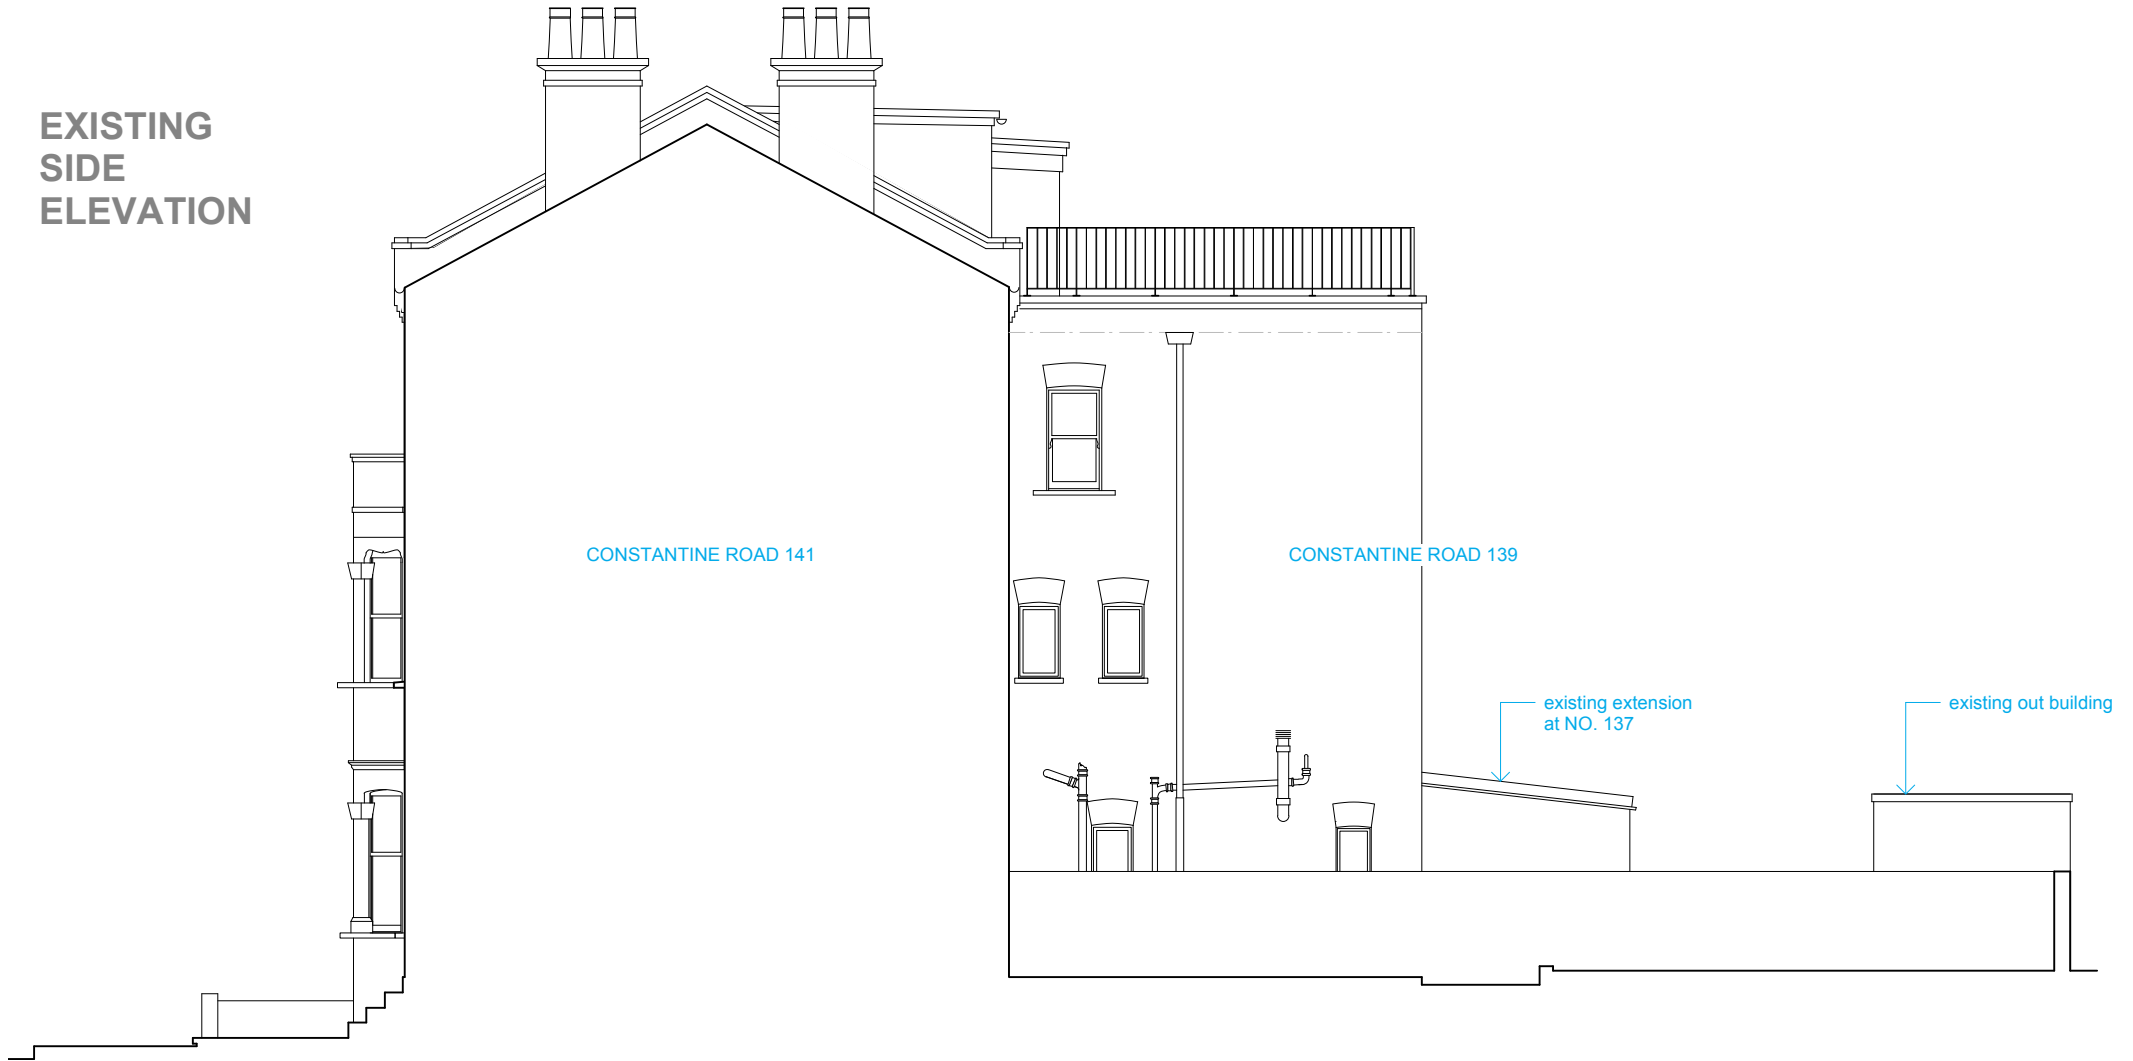 EXISTING
SIDE
ELEVATION
CONSTANTINE ROAD 141
CONSTANTINE ROAD 139
existing extension
at NO. 137
existing out building